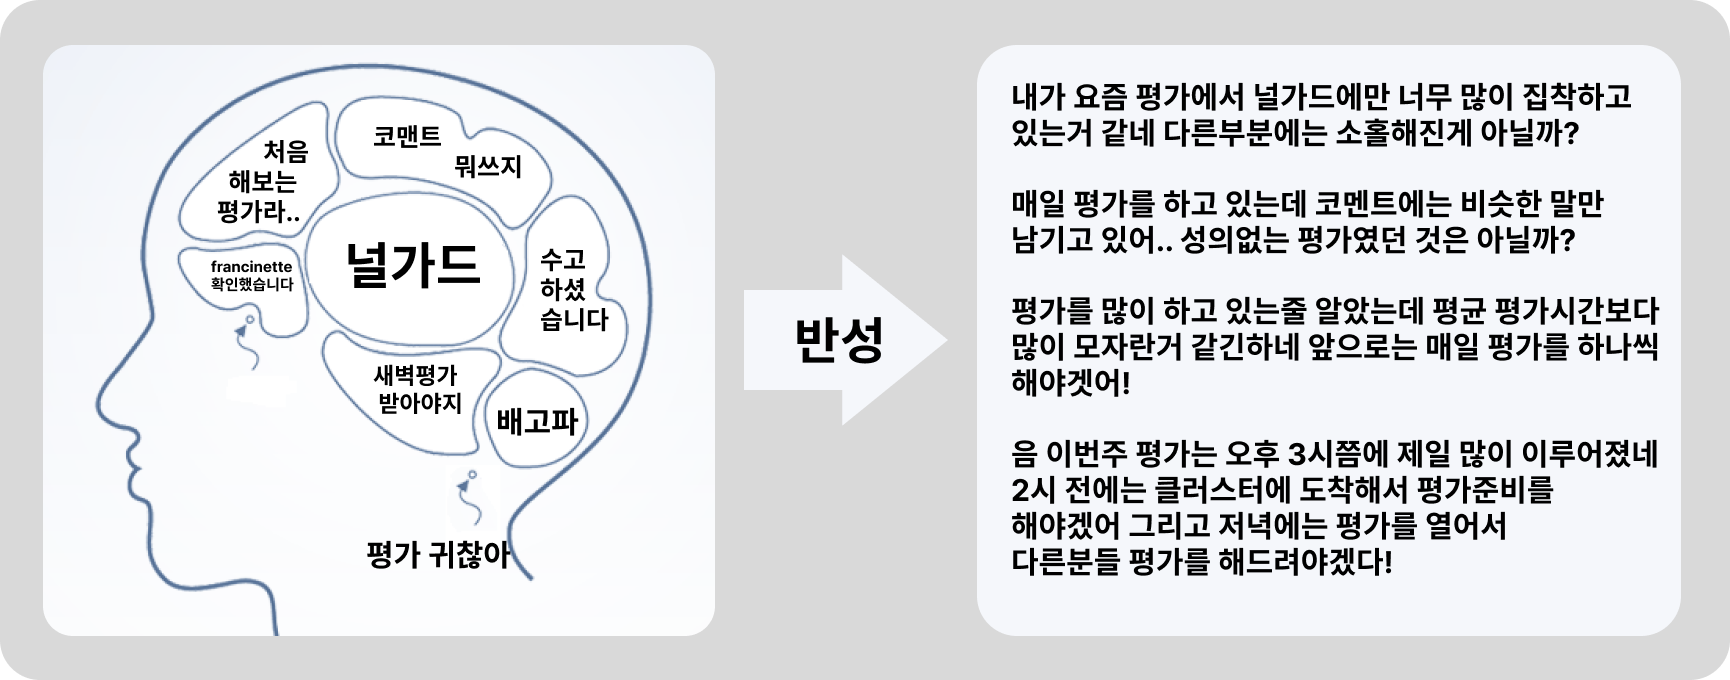 처음
해보는
평가라..
코맨트
뭐쓰지
francinette
확인했습니다
널가드
수고
하셨
습니다
새벽평가
받아야지
배고파
평가 귀찮아
반성
내가 요즘 평가에서 널가드에만 너무 많이 집착하고
있는거 같네 다른부분에는 소홀해진게 아닐까?
매일 평가를 하고 있는데 코멘트에는 비슷한 말만
남기고 있어.. 성의없는 평가였던 것은 아닐까?
평가를 많이 하고 있는줄 알았는데 평균 평가시간보다
많이 모자란거 같긴하네 앞으로는 매일 평가를 하나씩
해야겟어!
음 이번주 평가는 오후 3시쯤에 제일 많이 이루어졌네
2시 전에는 클러스터에 도착해서 평가준비를
해야겠어 그리고 저녁에는 평가를 열어서
다른분들 평가를 해드려야겠다!